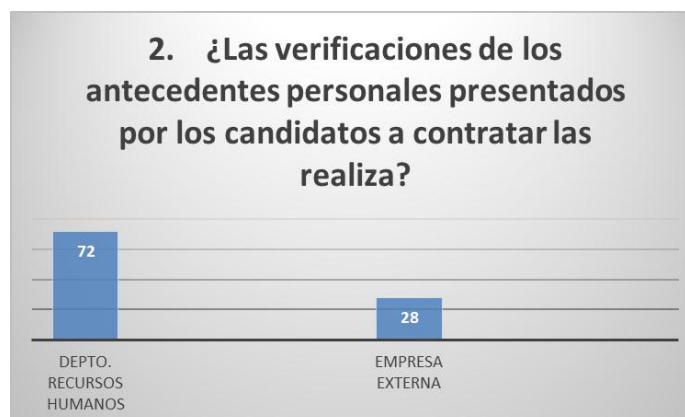 2. ¿Las verificaciones de los
antecedentes personales presentados
por los candidatos a contratar las
realiza?
72
28
DEPTO.
RECURSOS
HUMANOS
EMPRESA
EXTERNA